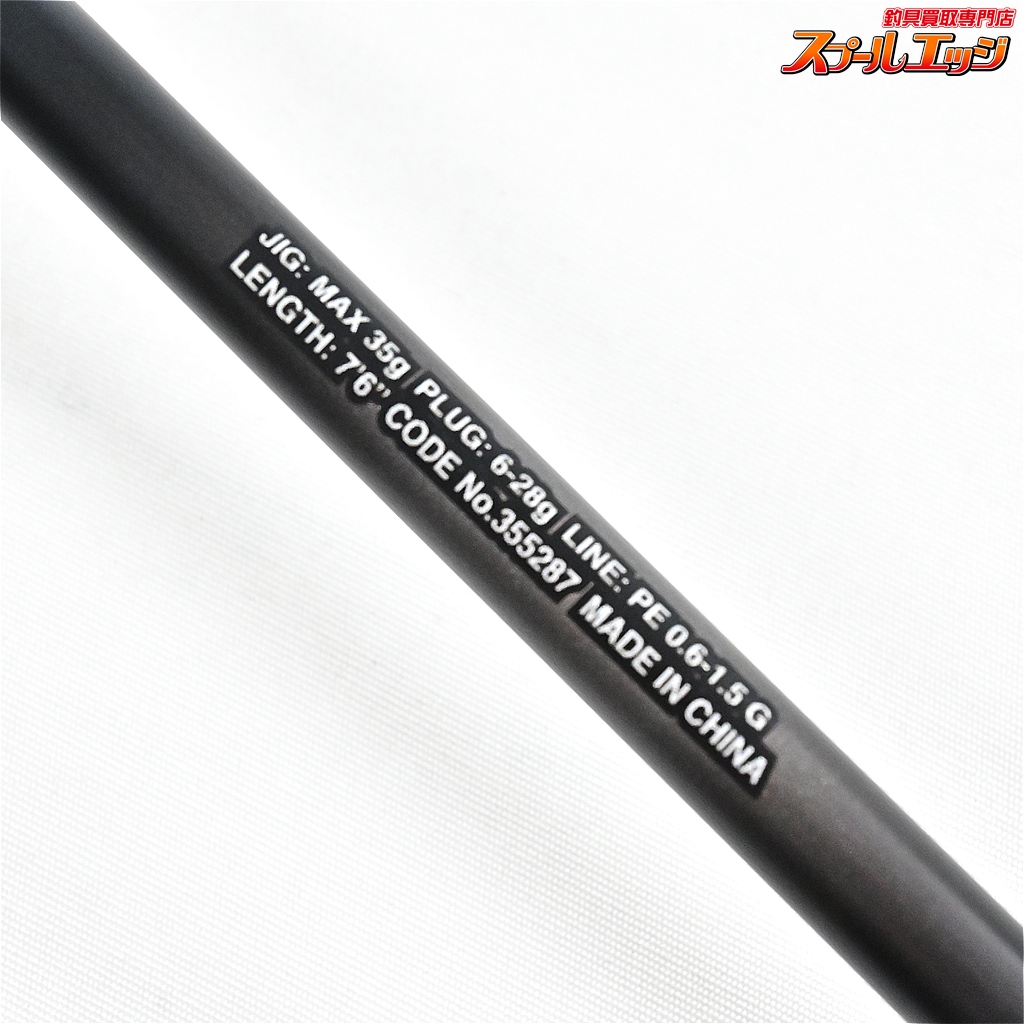 釣具買取専門店
スプールエッジ
JIG: MAX 35g | PLUG: 6-28g | LINE: PE 0.6-1.5 G
LENGTH: 7'6" CODE No.355287 MADE IN CHINA